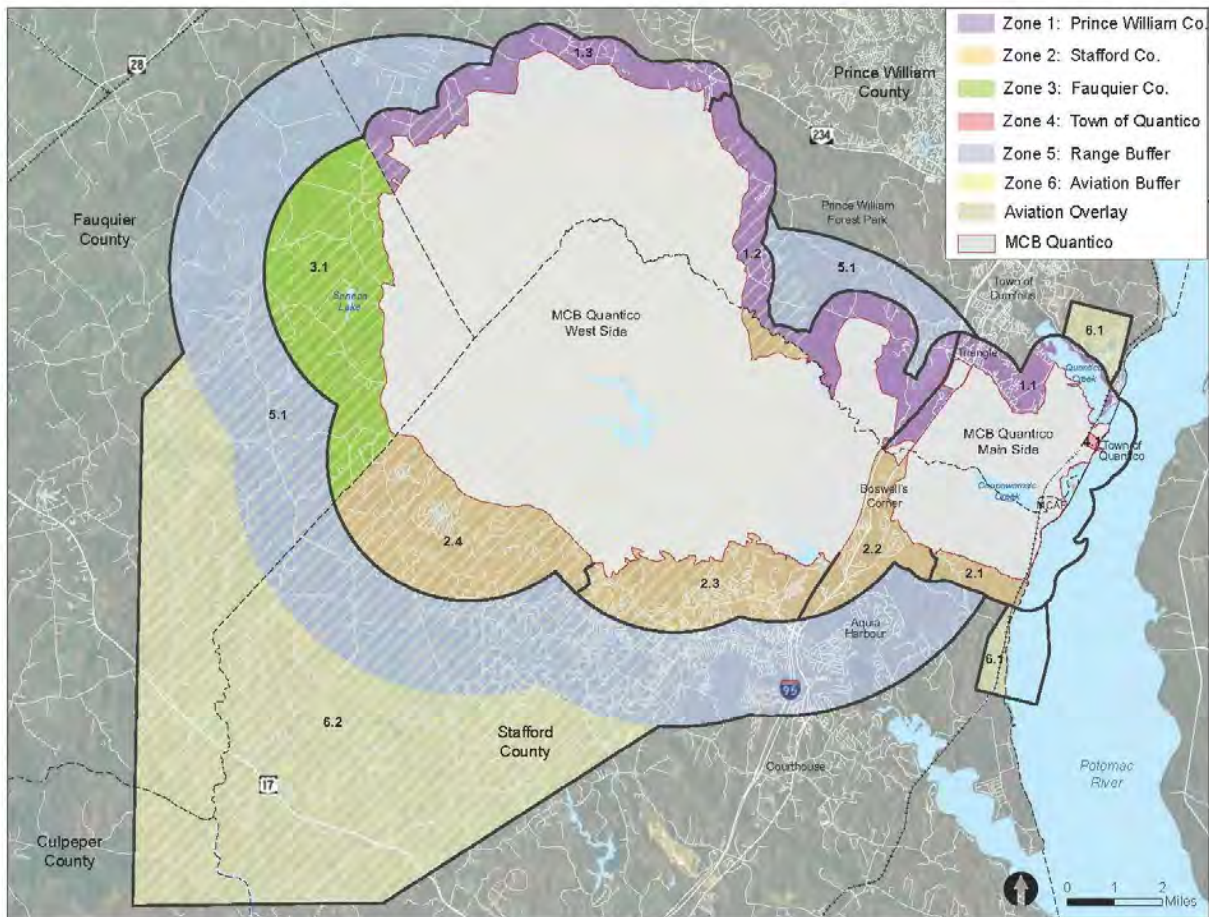 Zone 1: Prince William Co.
Zone 2: Stafford Co.
Zone 3: Fauquier Co.
Zone 4: Town of Quantico
Zone 5: Range Buffer
Zone 6: Aviation Buffer
Aviation Overlay
MCB Quantico
28
1.3
Prince William
County
234
Fauquier
County
Prince William
Forest Park
3.1
1.2
5.1
Town of
Dumfries
Lake
MCB Quantico
West Side
6.1
Triangle
Quantico
Creek
1.1
5.1
MCB Quantico
Main Side
4.1
Town of
Quantico
Boswell's
Corner
Chopawamsic
Creek
MCAF
2.4
2.2
2.3
2.1
Aquia
Harbour
6.1
95
6.2
Stafford
County
Courthouse
17
Potomac
River
Culpeper
County
0 1 2
Miles